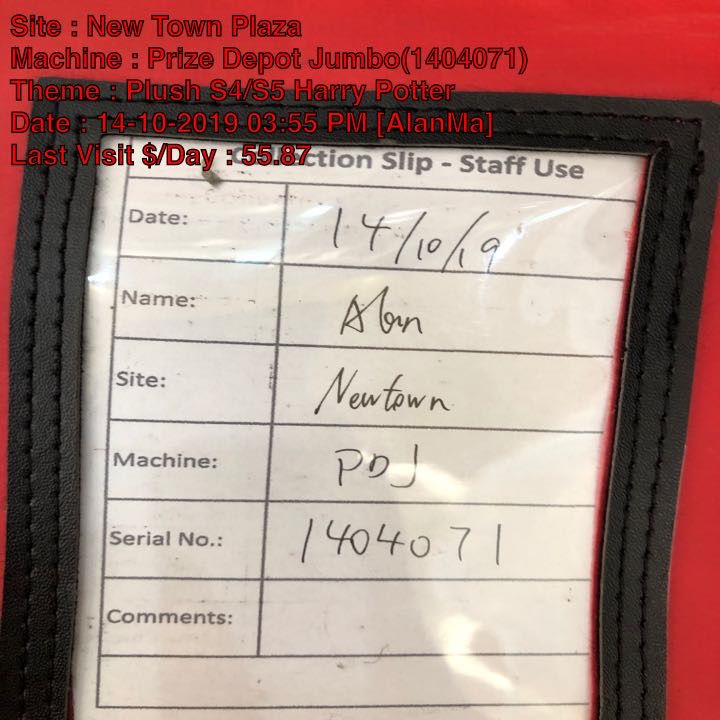 Site : New Town Plaza
Machine : Prize Depot Jumbo(1404071)
Theme : Plush S4/S5 Harry Potter
Date : 14-10-2019 03:55 PM [AlanMa]
Last Visit $/Day : 55.87
Slip - Staff Use
Date: 14/10/19
Name: Alan
Site: Newtown
Machine: PDJ
Serial No.: 1404071
Comments: